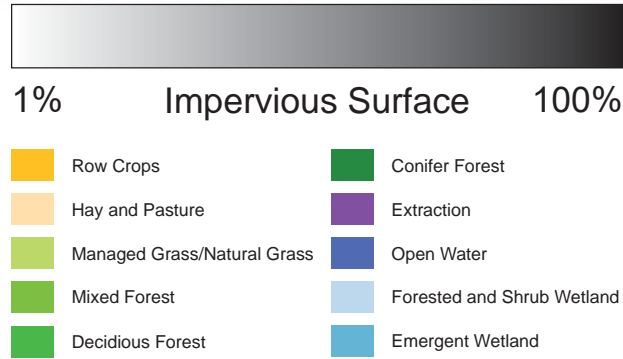 1% Impervious Surface 100%
Row Crops
Hay and Pasture
Managed Grass/Natural Grass
Mixed Forest
Decidious Forest
Conifer Forest
Extraction
Open Water
Forested and Shrub Wetland
Emergent Wetland